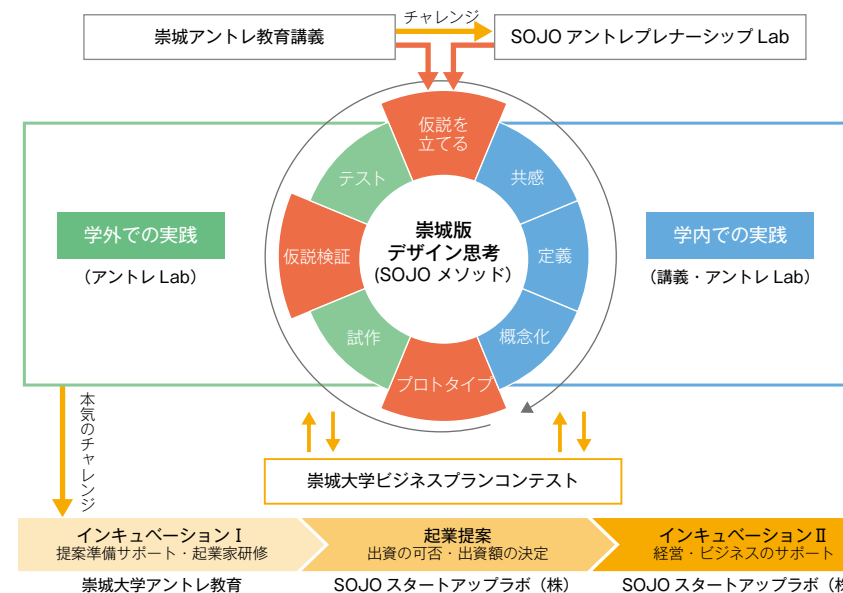 チャレンジ
崇城アントレ教育講義
SOJO アントレプレナーシップ Lab
仮説を
立てる
共感
定義
概念化
プロトタイプ
試作
仮説検証
テスト
崇城版
デザイン思考
(SOJO メソッド)
学外での実践
（アントレ Lab）
学内での実践
（講義・アントレ Lab）
本気のチャレンジ
崇城大学ビジネスプランコンテスト
インキュベーションⅠ
提案準備サポート・起業家研修
起業提案
出資の可否・出資額の決定
インキュベーションⅡ
経営・ビジネスのサポート
崇城大学アントレ教育
SOJO スタートアップラボ（株）
SOJO スタートアップラボ（